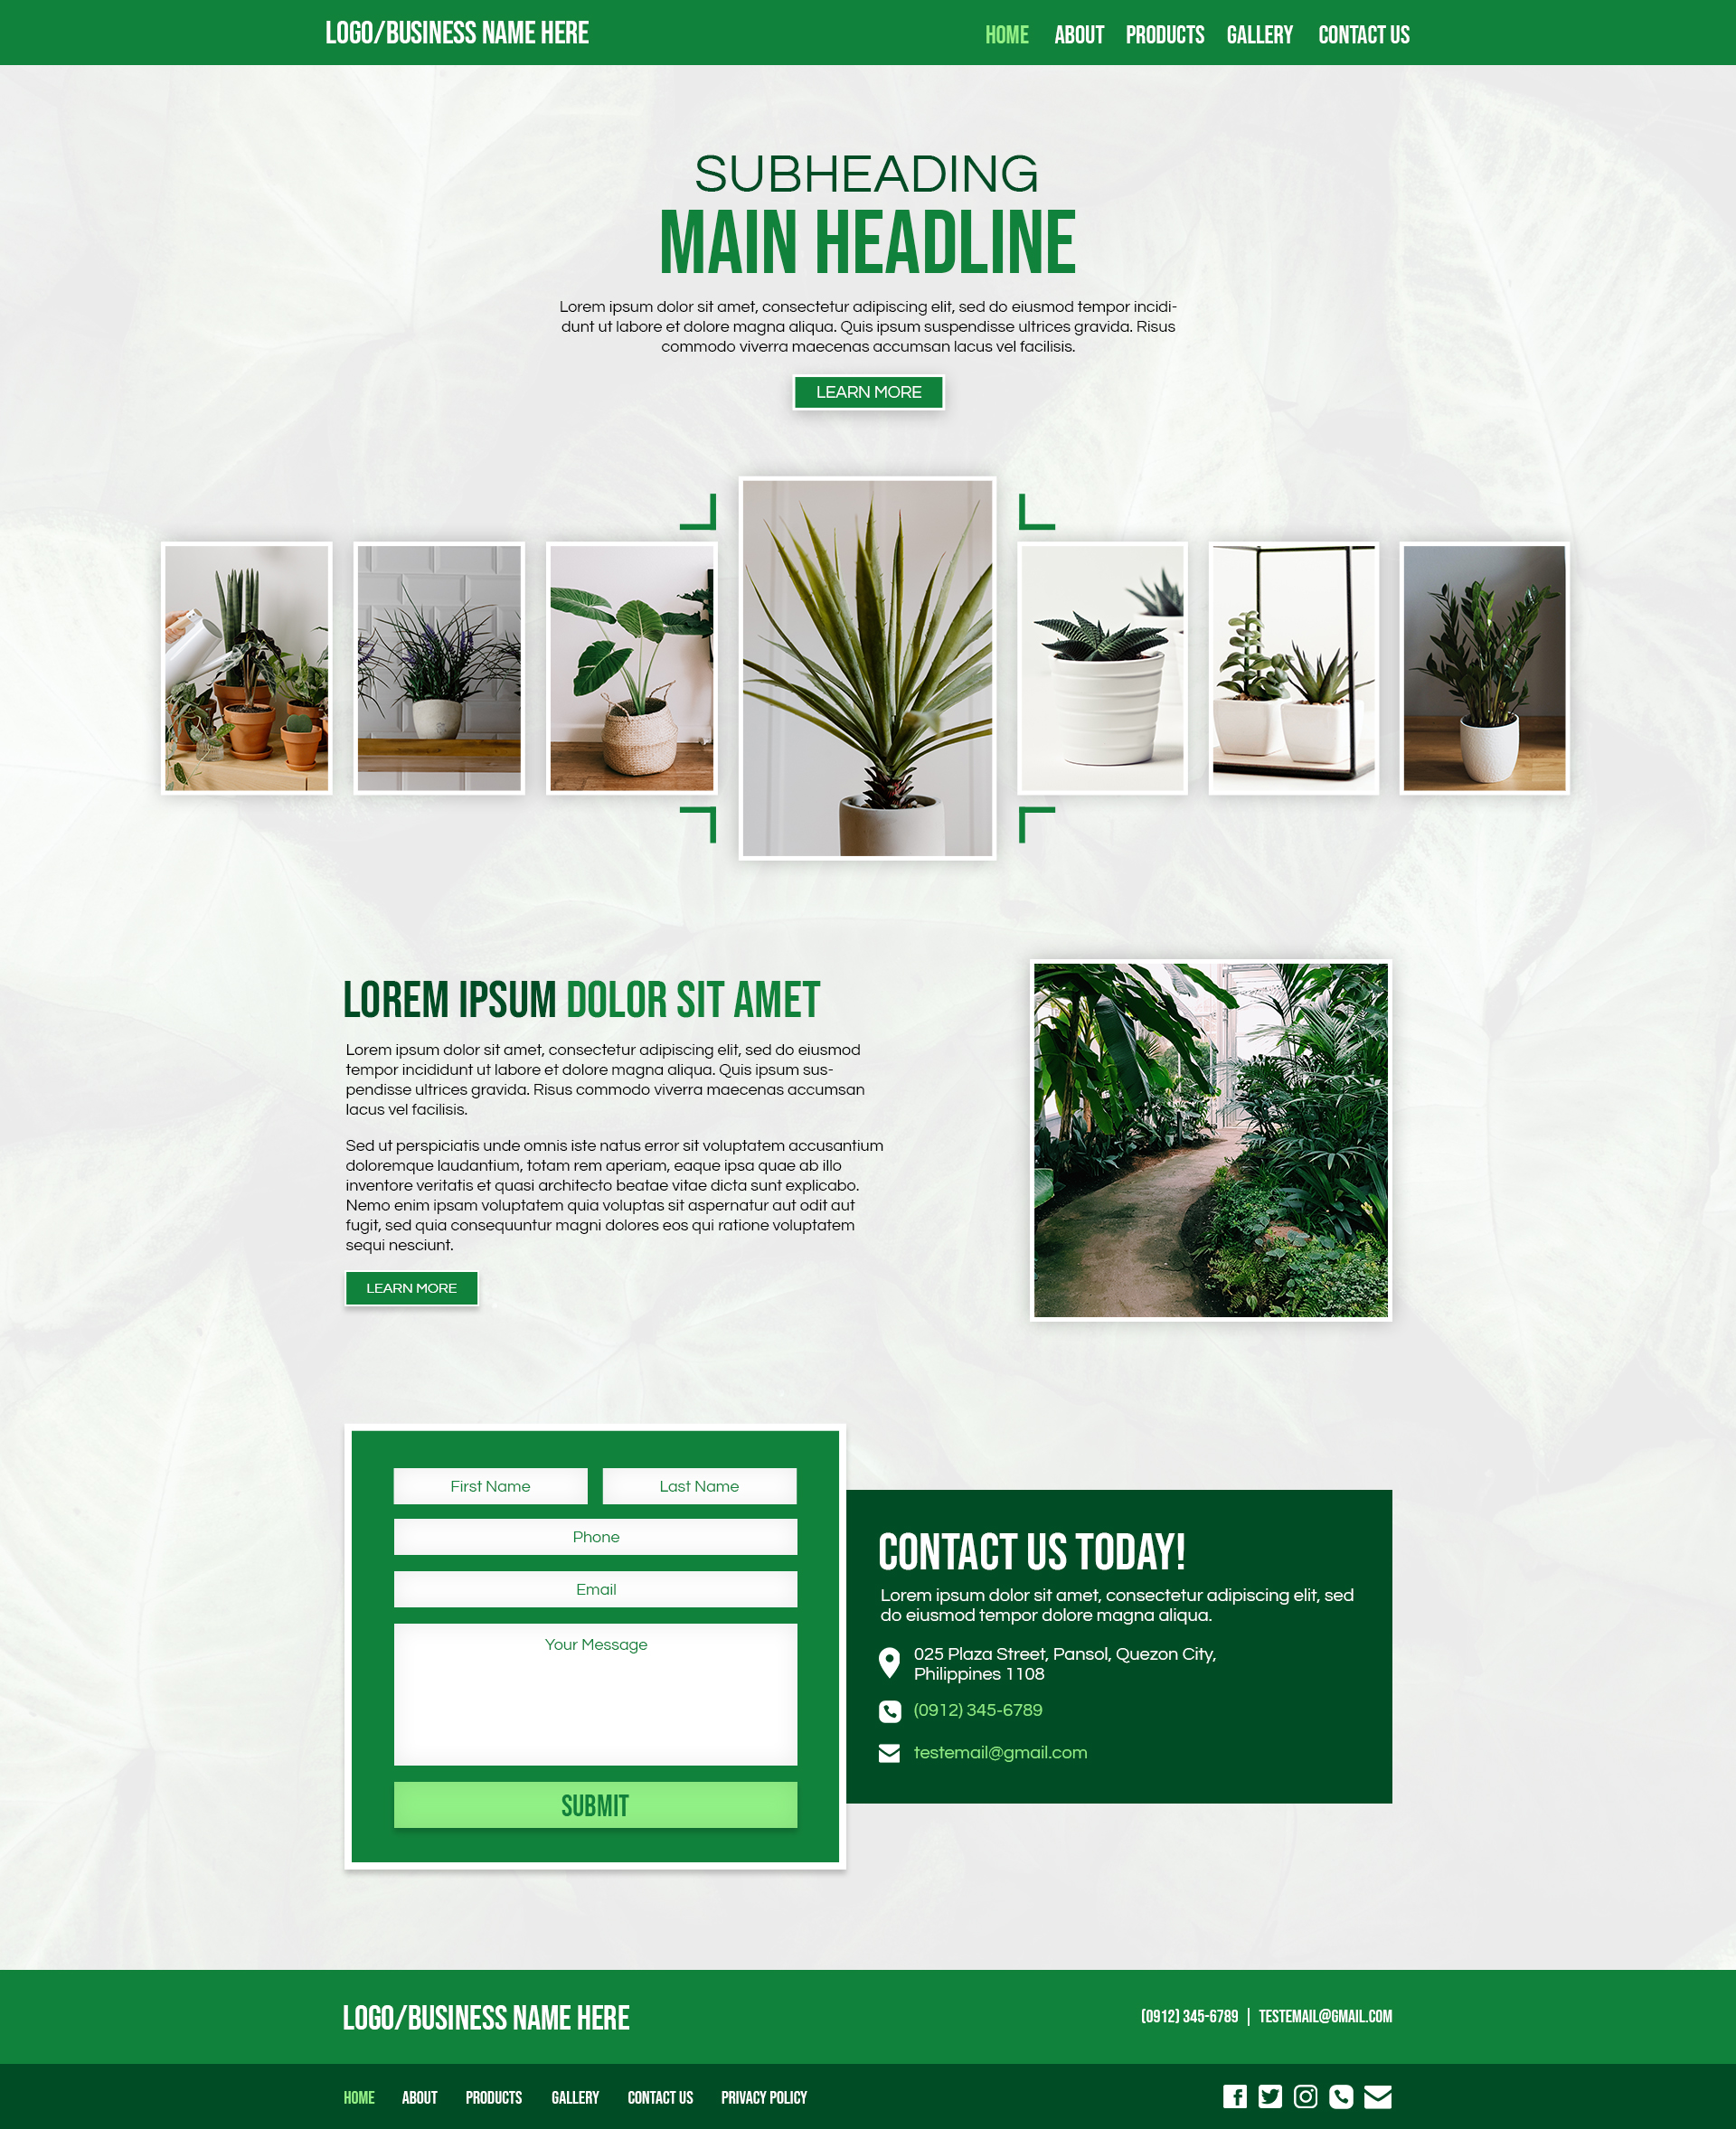 LOGO/BUSINESS NAME HERE
HOME ABOUT PRODUCTS GALLERY CONTACT US
SUBHEADING
MAIN HEADLINE
Lorem ipsum dolor sit amet, consectetur adipiscing elit, sed do eiusmod tempor incidi-
dunt ut labore et dolore magna aliqua. Quis ipsum suspendisse ultrices gravida. Risus
commodo viverra maecenas accumsan lacus vel facilisis.
LEARN MORE
LOREM IPSUM DOLOR SIT AMET
Lorem ipsum dolor sit amet, consectetur adipiscing elit, sed do eiusmod
tempor incididunt ut labore et dolore magna aliqua. Quis ipsum sus-
pendisse ultrices gravida. Risus commodo viverra maecenas accumsan
lacus vel facilisis.
Sed ut perspiciatis unde omnis iste natus error sit voluptatem accusantium
doloremque laudantium, totam rem aperiam, eaque ipsa quae ab illo
inventore veritatis et quasi architecto beatae vitae dicta sunt explicabo.
Nemo enim ipsam voluptatem quia voluptas sit aspernatur aut odit aut
fugit, sed quia consequuntur magni dolores eos qui ratione voluptatem
sequi nesciunt.
LEARN MORE
First Name
Last Name
Phone
Email
Your Message
SUBMIT
CONTACT US TODAY!
Lorem ipsum dolor sit amet, consectetur adipiscing elit, sed
do eiusmod tempor dolore magna aliqua.
025 Plaza Street, Pansol, Quezon City,
Philippines 1108
(0912) 345-6789
testemail@gmail.com
LOGO/BUSINESS NAME HERE
(0912) 345-6789 | TESTEMAIL@GMAIL.COM
HOME ABOUT PRODUCTS GALLERY CONTACT US PRIVACY POLICY